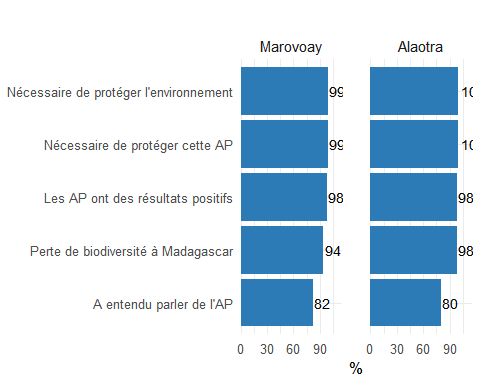 Marovoay Alaotra
Nécessaire de protéger l'environnement 99 10
Nécessaire de protéger cette AP 99 10
Les AP ont des résultats positifs 98 98
Perte de biodiversité à Madagascar 94 98
A entendu parler de l'AP 82 80
0 30 60 90 0 30 60 90
%